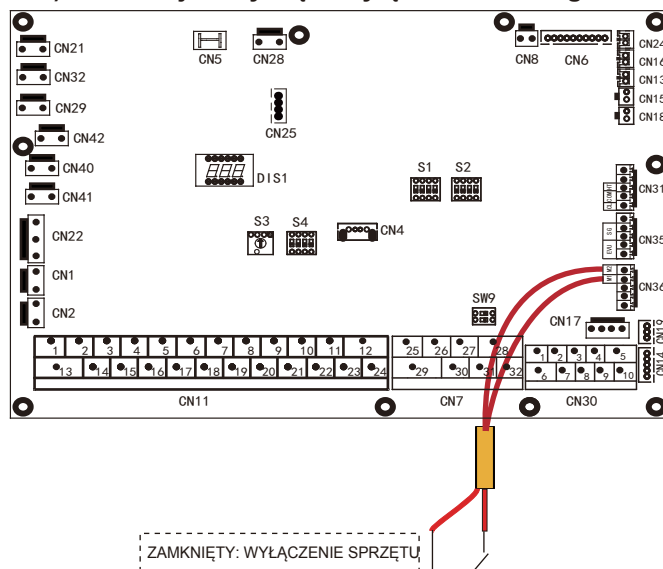 CN21
CN32
CN29
CN42
CN40
CN41
CN22
CN1
CN2
CN5
CN28
CN25
DIS1
S1
S2
S3
S4
CN4
CN8
CN6
CN24
CN16
CN13
CN15
CN18
CN31
SG
EVU
CN35
M1 M2
CN36
SW9
CN17
CN19
CN14
1 2 3 4 5 6 7 8 9 10 11 12
13 14 15 16 17 18 19 20 21 22 23 24
CN11
25 26 27 28
29 30 31 32
CN7
1 2 3 4 5
6 7 8 9 10
CN30
ZAMKNIĘTY: WYŁĄCZENIE SPRZĘTU